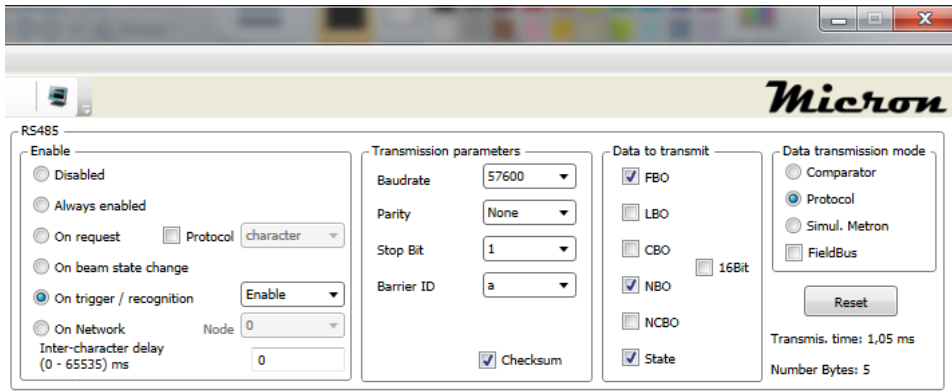 Micron
RS485
Enable
Disabled
Always enabled
On request Protocol character
On beam state change
On trigger / recognition Enable
On Network Node 0
Inter-character delay
(0 - 65535) ms 0
Transmission parameters
Baudrate 57600
Parity None
Stop Bit 1
Barrier ID a
Checksum
Data to transmit
FBO
LBO
CBO
16Bit
NBO
NCBO
State
Data transmission mode
Comparator
Protocol
Simul. Metron
FieldBus
Reset
Transmis. time: 1,05 ms
Number Bytes: 5